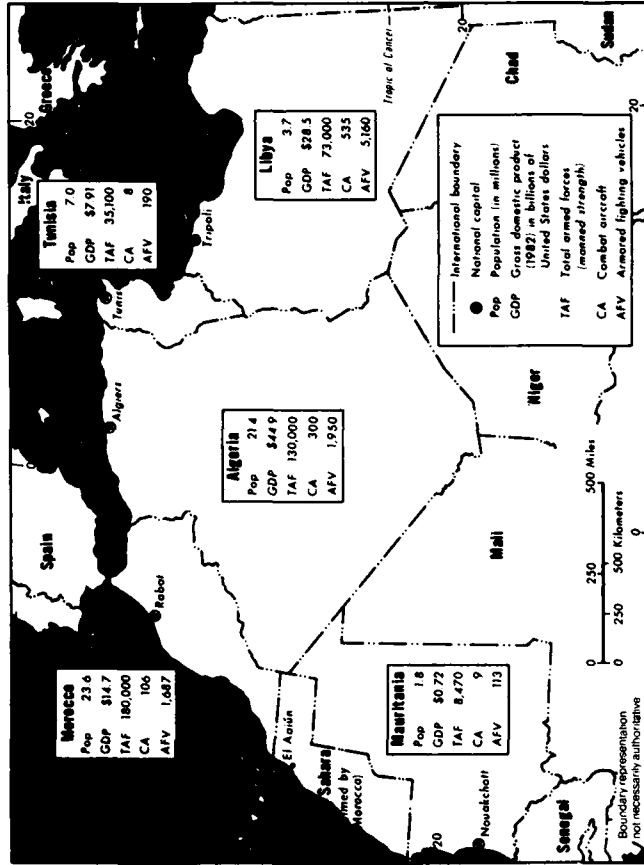 Morocco
Pop 23.6
GDP $14.7
TAF 180,000
CA 106
AFV 1,687
Spain
Italy
Greece
20
Tunisia
Pop 7.0
GDP $7.91
TAF 35,100
CA 8
AFV 190
Rabat
Algiers
0
Tunis
Tripoli
Algeria
Pop 21.4
GDP $44.9
TAF 130,000
CA 300
AFV 1,950
Libya
Pop 3.7
GDP $28.5
TAF 73,000
CA 535
AFV 5,160
Tropic of Cancer
El Aaiún
Sahara
Morocco)
Mauritania
Pop 1.8
GDP $0.72
TAF 8,470
CA 9
AFV 113
20
Nouakchott
Senegal
Mali
Niger
Chad
Sudan
20
International boundary
National capital
Pop Population (in millions)
GDP Gross domestic product
(1982) in billions of
United States dollars
TAF Total armed forces
(manned strength)
CA Combat aircraft
AFV Armored fighting vehicles
0 250 500 Miles
0 250 500 Kilometers
Boundary representation
not necessarily authoritative
0
20